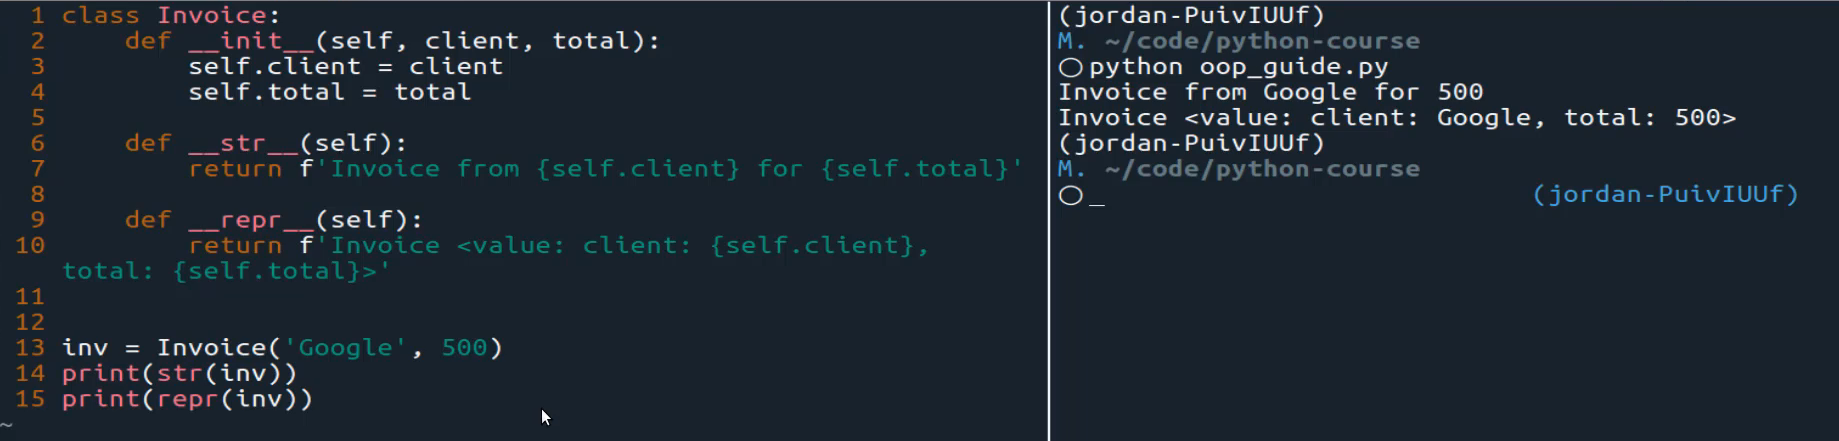 1 class Invoice:
2     def __init__(self, client, total):
3         self.client = client
4         self.total = total
5
6     def __str__(self):
7         return f'Invoice from {self.client} for {self.total}'
8
9     def __repr__(self):
10         return f'Invoice <value: client: {self.client},
total: {self.total}>'
11
12
13 inv = Invoice('Google', 500)
14 print(str(inv))
15 print(repr(inv))
~
(jordan-PuivIUUf)
M. ~/code/python-course
○python oop_guide.py
Invoice from Google for 500
Invoice <value: client: Google, total: 500>
(jordan-PuivIUUf)
M. ~/code/python-course
○_ (jordan-PuivIUUf)